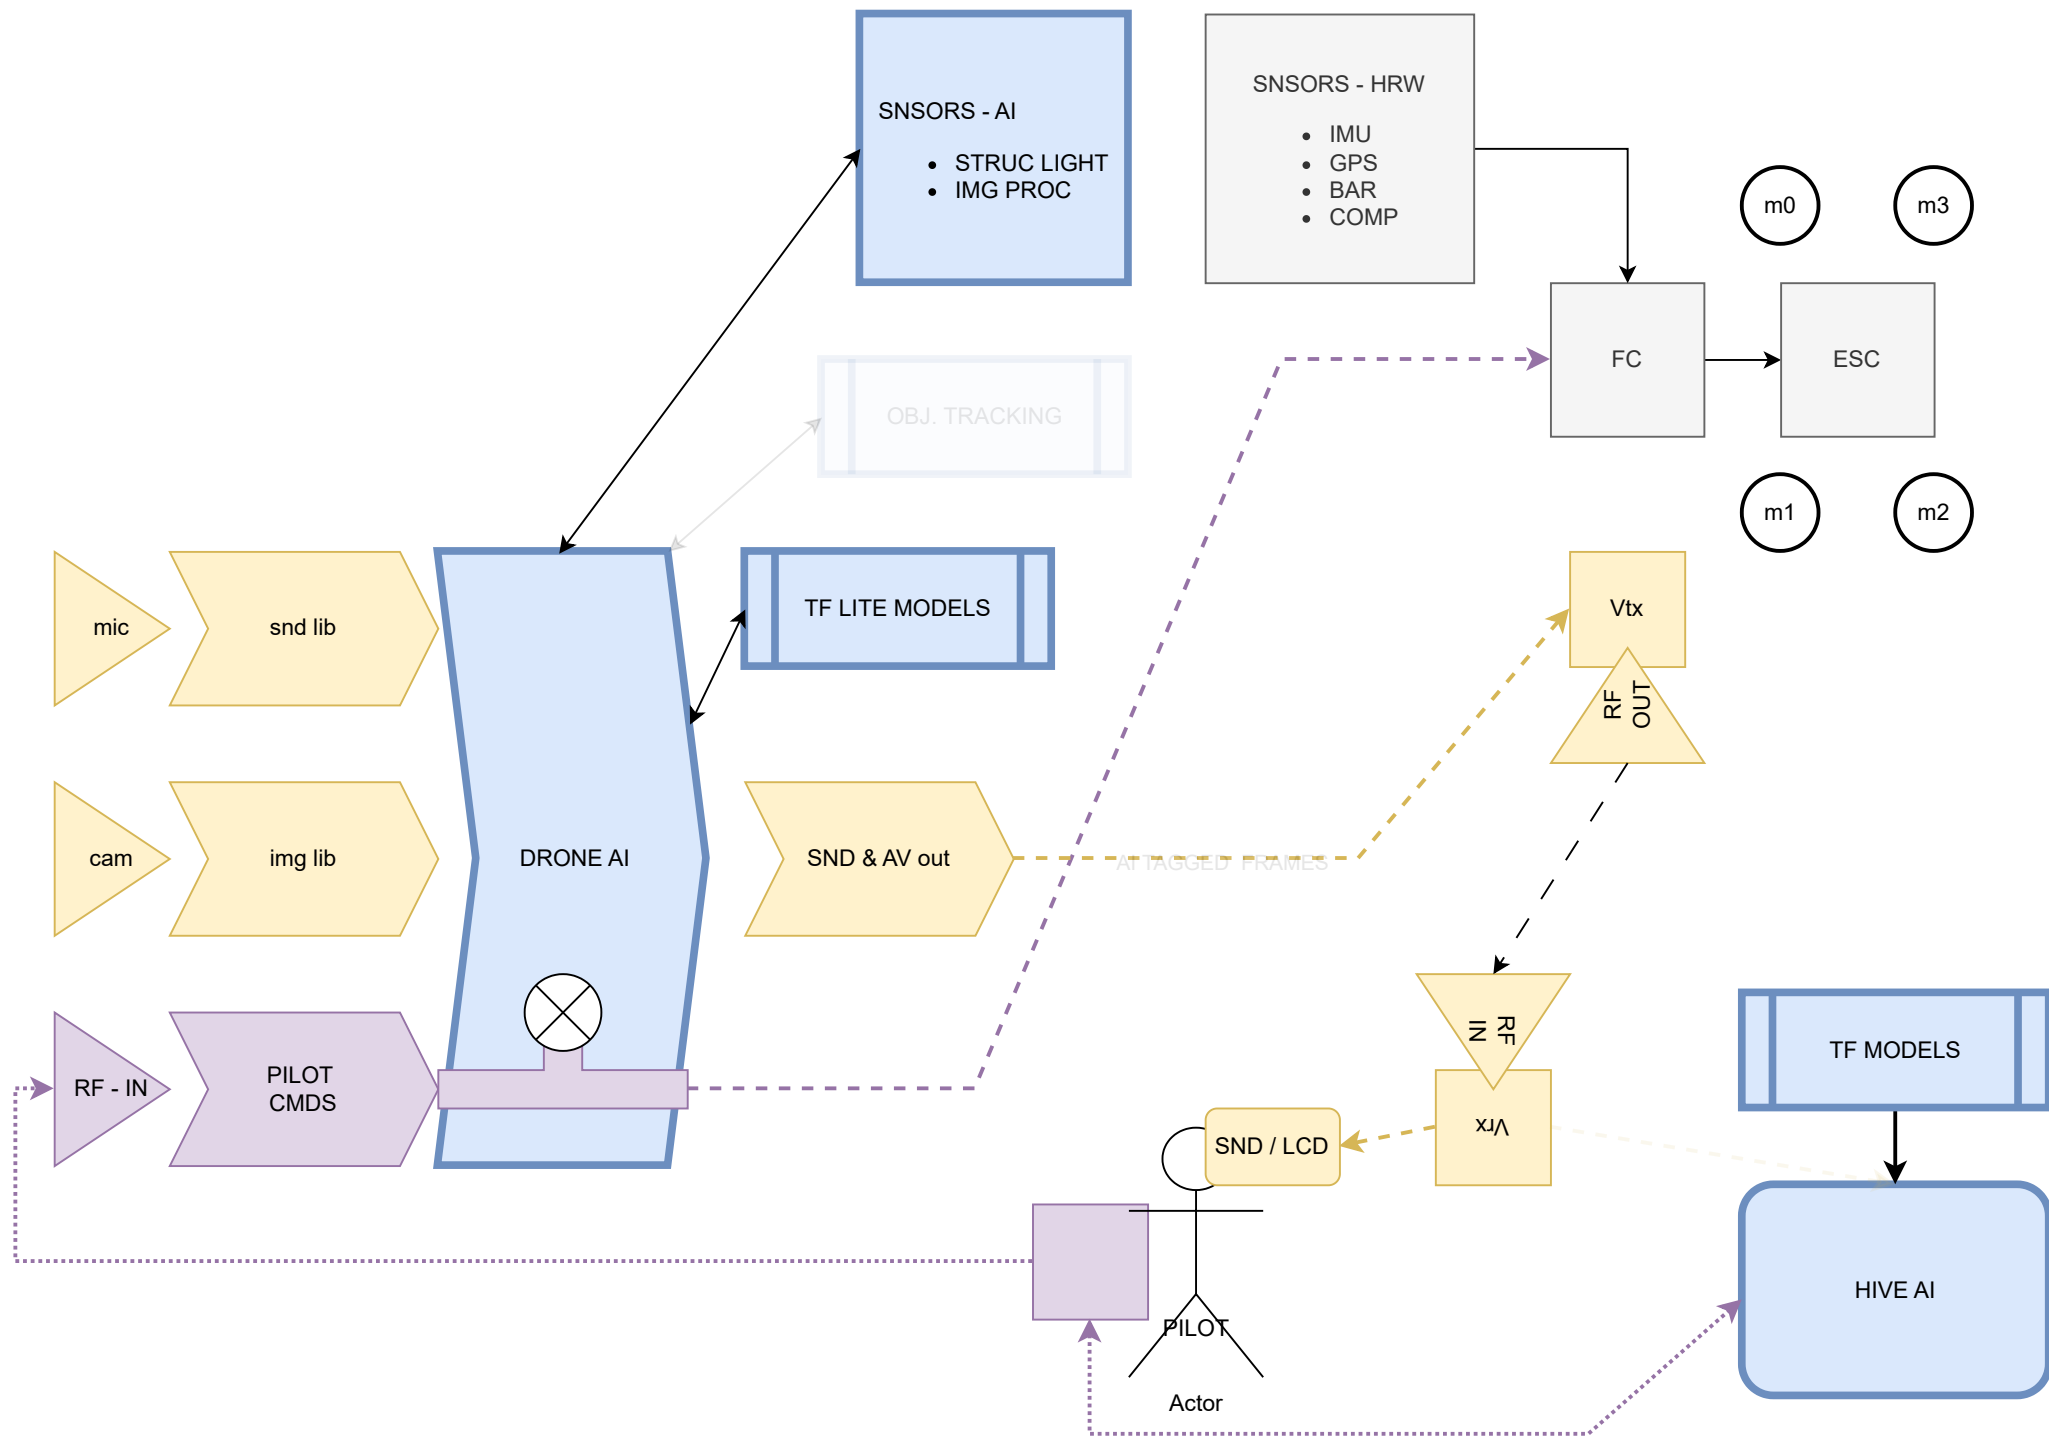 SNSORS - AI
STRUC LIGHT
IMG PROC
SNSORS - HRW
IMU
GPS
BAR
COMP
m0
m3
FC
ESC
OBJ. TRACKING
m1
m2
mic
snd lib
TF LITE MODELS
Vtx
RF
OUT
cam
img lib
DRONE AI
SND & AV out
AI TAGGED FRAMES
RF
IN
TF MODELS
RF - IN
PILOT
CMDS
SND / LCD
Vrx
HIVE AI
PILOT
Actor